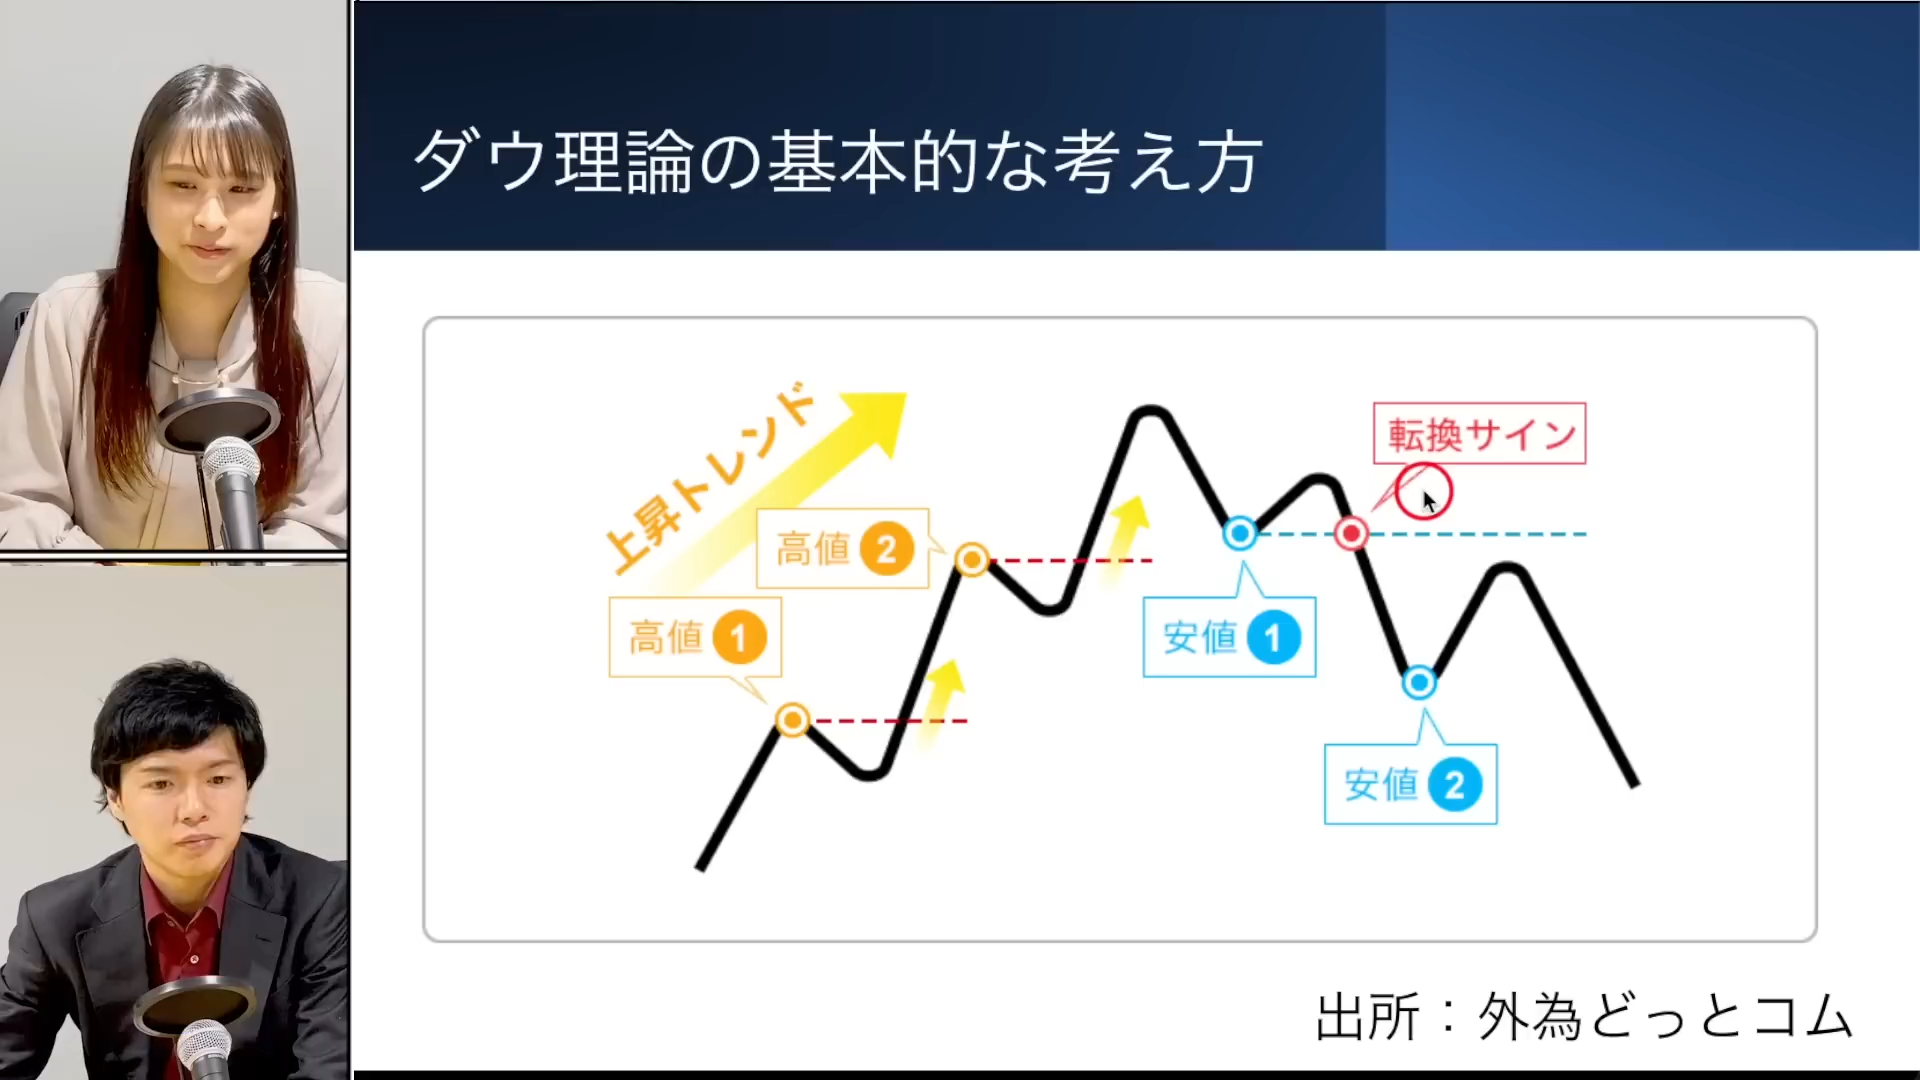 ダウ理論の基本的な考え方
上昇トレンド
転換サイン
高値 2
高値 1
安値 1
安値 2
出所：外為どっとコム